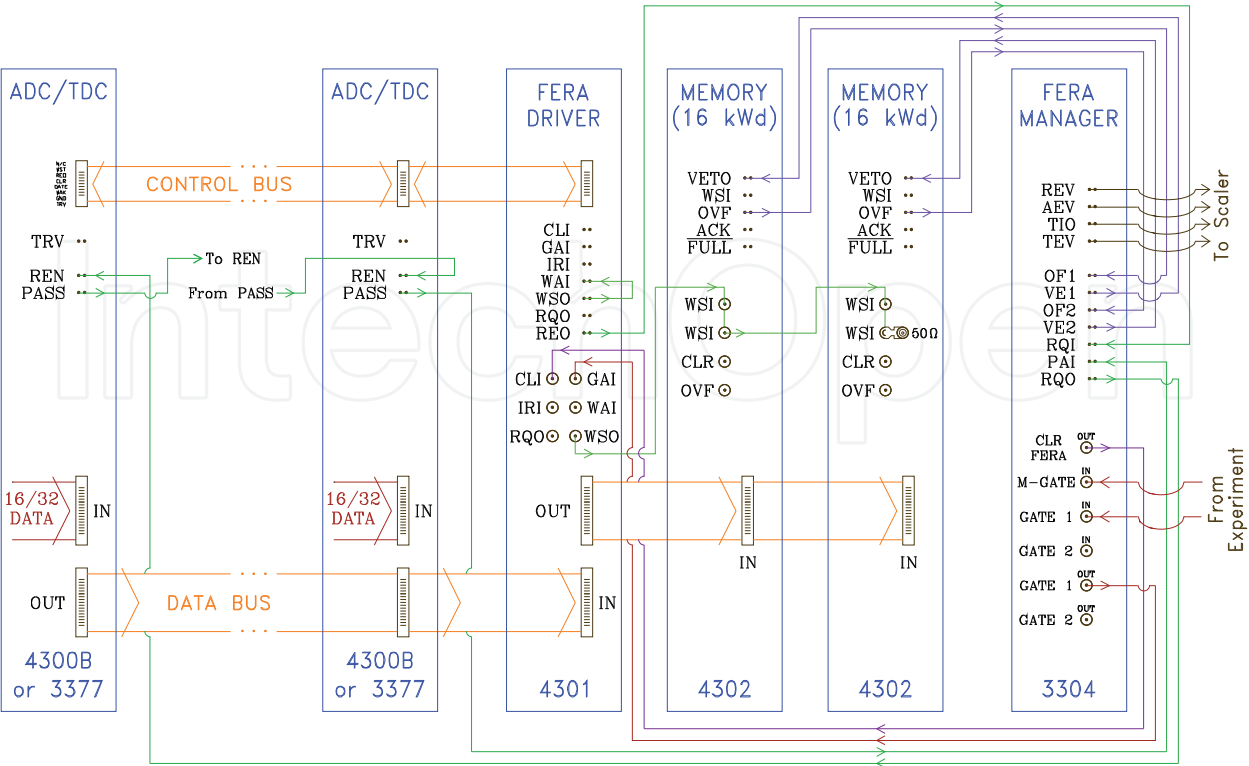 ADC/TDC
CONTROL BUS
TRV
REN
PASS
To REN
From PASS
16/32
DATA
IN
OUT
DATA BUS
4300B
or 3377
ADC/TDC
TRV
REN
PASS
16/32
DATA
IN
4300B
or 3377
FERA
DRIVER
CLI
GAI
IRI
WAI
WSO
RQO
REO
CLI GAI
IRI WAI
RQO WSO
OUT
IN
4301
MEMORY
(16 kWd)
VETO
WSI
OVF
ACK
FULL
WSI
WSI
CLR
OVF
IN
4302
MEMORY
(16 kWd)
VETO
WSI
OVF
ACK
FULL
WSI
WSI 50Ω
CLR
OVF
IN
4302
FERA
MANAGER
REV
AEV
TIO
TEV
To Scaler
OF1
VE1
OF2
VE2
RQI
PAI
RQO
CLR
FERA OUT
M-GATE IN
GATE 1 IN
GATE 2 IN
GATE 1 OUT
GATE 2 OUT
From
Experiment
3304
IntechOpen